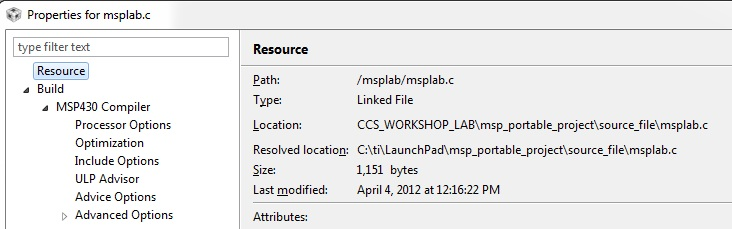 Properties for msplab.c
type filter text
Resource
Build
MSP430 Compiler
Processor Options
Optimization
Include Options
ULP Advisor
Advice Options
Advanced Options
Resource
Path: /msplab/msplab.c
Type: Linked File
Location: CCS_WORKSHOP_LAB\msp_portable_project\source_file\msplab.c
Resolved location: C:\ti\LaunchPad\msp_portable_project\source_file\msplab.c
Size: 1,151 bytes
Last modified: April 4, 2012 at 12:16:22 PM
Attributes: